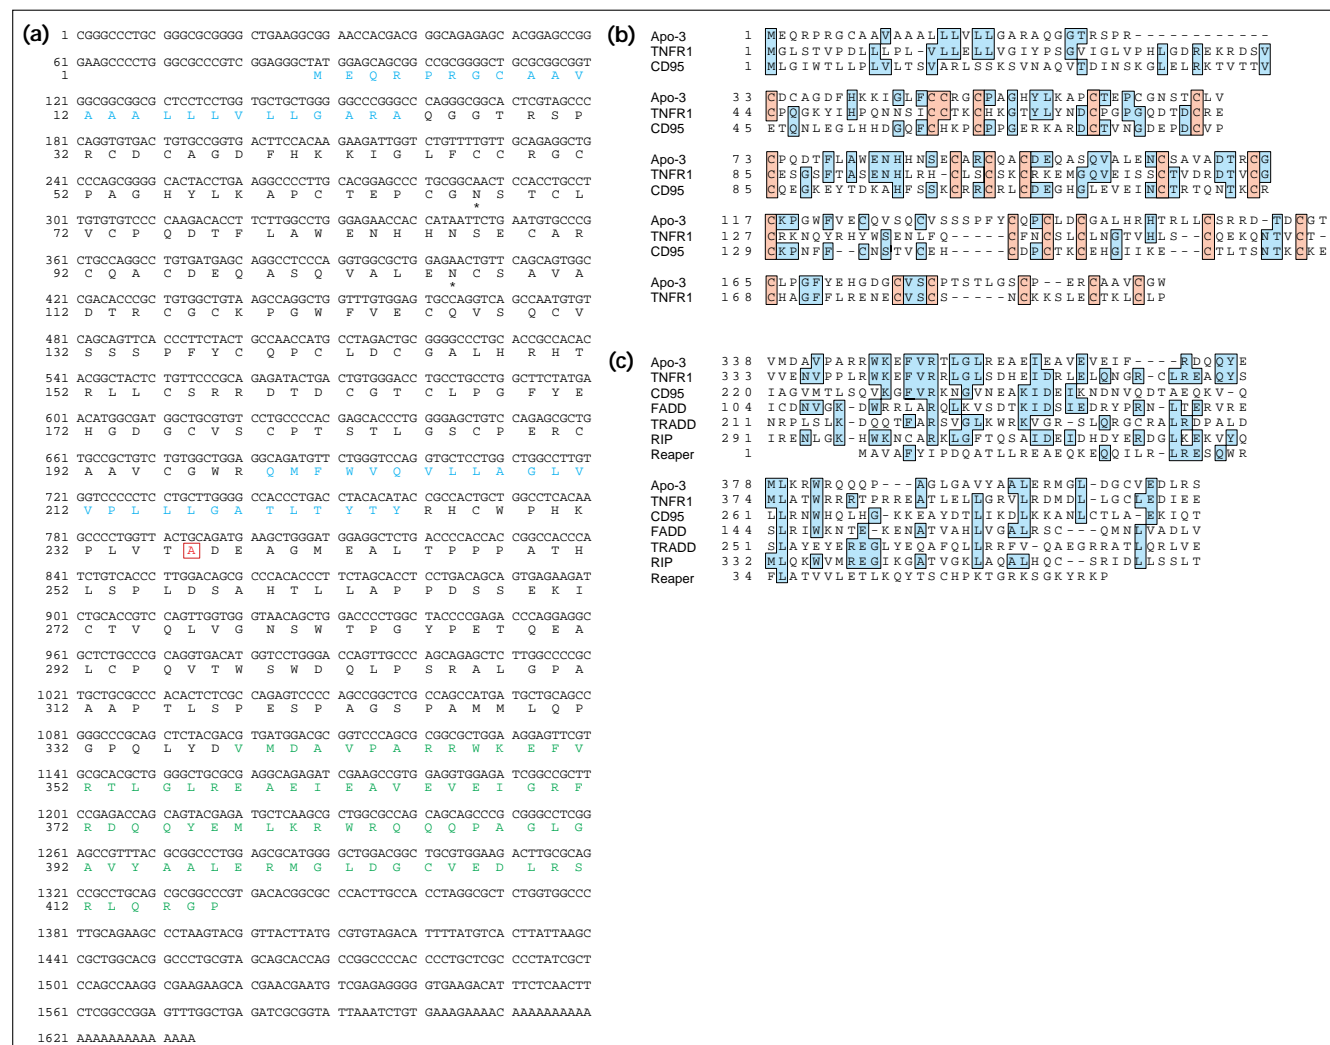 (a)
1 CGGGCCCTGC GGGCGCGGGG CTGAAGGCGG AACCACGACG GGCAGAGAGC ACGGAGCCGG
61 GAAGCCCCTG GGCGCCCGTC GGAGGGCTAT GGAGCAGCGG CCGCGGGGCT GCGCGGCGGT
1 M E Q R P R G C A A V
121 GGCGGCGGCG CTCCTCCTGG TGCTGCTGGG GGCCCGGGCC CAGGGCGGCA CTCGTAGCCC
12 A A A L L L V L L G A R A Q G G T R S P
181 CAGGTGTGAC TGTGCCGGTG ACTTCCACAA GAAGATTGGT CTGTTTTGTT GCAGAGGCTG
32 R C D C A G D F H K K I G L F C C R G C
241 CCCAGCGGGG CACTACCTGA AGGCCCCTTG CACGGAGCCC TGCGGCAACT CCACCTGCCT
52 P A G H Y L K A P C T E P C G N S T C L
*
301 TGTGTGTCCC CAAGACACCT TCTTGGCCTG GGAGAACCAC CATAATTCTG AATGTGCCCG
72 V C P Q D T F L A W E N H H N S E C A R
361 CTGCCAGGCC TGTGATGAGC AGGCCTCCCA GGTGGCGCTG GAGAACTGTT CAGCAGTGGC
92 C Q A C D E Q A S Q V A L E N C S A V A
*
421 CGACACCCGC TGTGGCTGTA AGCCAGGCTG GTTTGTGGAG TGCCAGGTCA GCCAATGTGT
112 D T R C G C K P G W F V E C Q V S Q C V
481 CAGCAGTTCA CCCTTCTACT GCCAACCATG CCTAGACTGC GGGGCCCTGC ACCGCCACAC
132 S S S P F Y C Q P C L D C G A L H R H T
541 ACGGCTACTC TGTTCCCGCA GAGATACTGA CTGTGGGACC TGCCTGCCTG GCTTCTATGA
152 R L L C S R R D T D C G T C L P G F Y E
601 ACATGGCGAT GGCTGCGTGT CCTGCCCCAC GAGCACCCTG GGGAGCTGTC CAGAGCGCTG
172 H G D G C V S C P T S T L G S C P E R C
661 TGCCGCTGTC TGTGGCTGGA GGCAGATGTT CTGGGTCCAG GTGCTCCTGG CTGGCCTTGT
192 A A V C G W R Q M F W V Q V L L A G L V
721 GGTCCCCCTC CTGCTTGGGG CCACCCTGAC CTACACATAC CGCCACTGCT GGCCTCACAA
212 V P L L L G A T L T Y T Y R H C W P H K
781 GCCCCTGGTT ACTGCAGATG AAGCTGGGAT GGAGGCTCTG ACCCCACCAC CGGCCACCCA
232 P L V T A D E A G M E A L T P P P A T H
841 TCTGTCACCC TTGGACAGCG CCCACACCCT TCTAGCACCT CCTGACAGCA GTGAGAAGAT
252 L S P L D S A H T L L A P P D S S E K I
901 CTGCACCGTC CAGTTGGTGG GTAACAGCTG GACCCCTGGC TACCCCGAGA CCCAGGAGGC
272 C T V Q L V G N S W T P G Y P E T Q E A
961 GCTCTGCCCG CAGGTGACAT GGTCCTGGGA CCAGTTGCCC AGCAGAGCTC TTGGCCCCGC
292 L C P Q V T W S W D Q L P S R A L G P A
1021 TGCTGCGCCC ACACTCTCGC CAGAGTCCCC AGCCGGCTCG CCAGCCATGA TGCTGCAGCC
312 A A P T L S P E S P A G S P A M M L Q P
1081 GGGCCCGCAG CTCTACGACG TGATGGACGC GGTCCCAGCG CGGCGCTGGA AGGAGTTCGT
332 G P Q L Y D V M D A V P A R R W K E F V
1141 GCGCACGCTG GGGCTGCGCG AGGCAGAGAT CGAAGCCGTG GAGGTGGAGA TCGGCCGCTT
352 R T L G L R E A E I E A V E V E I G R F
1201 CCGAGACCAG CAGTACGAGA TGCTCAAGCG CTGGCGCCAG CAGCAGCCCG CGGGCCTCGG
372 R D Q Q Y E M L K R W R Q Q Q P A G L G
1261 AGCCGTTTAC GCGGCCCTGG AGCGCATGGG GCTGGACGGC TGCGTGGAAG ACTTGCGCAG
392 A V Y A A L E R M G L D G C V E D L R S
1321 CCGCCTGCAG CGCGGCCCGT GACACGGCGC CCACTTGCCA CCTAGGCGCT CTGGTGGCCC
412 R L Q R G P
1381 TTGCAGAAGC CCTAAGTACG GTTACTTATG CGTGTAGACA TTTTATGTCA CTTATTAAGC
1441 CGCTGGCACG GCCCTGCGTA GCAGCACCAG CCGGCCCCAC CCCTGCTCGC CCCTATCGCT
1501 CCAGCCAAGG CGAAGAAGCA CGAACGAATG TCGAGAGGGG GTGAAGACAT TTCTCAACTT
1561 CTCGGCCGGA GTTTGGCTGA GATCGCGGTA TTAAATCTGT GAAAGAAAAC AAAAAAAAAA
1621 AAAAAAAAAA AAAA
(b)
Apo-3 1 MEQRPRGCAAVAAALLLVLLGARAQGGTRSPR------------
TNFR1 1 MGLSTVPDLLLPL-VLLELLVGIYPSGVIGLVPHLGDREKRDSV
CD95 1 MLGIWTLLPLVLTSVARLSSKSVNAQVTDINSKGLELRKTVTTV
Apo-3 33 CDCAGDFHKKIGLFCCRGCPAGHYLKAPCTEPCGNSTCLV
TNFR1 44 CPQGKYIHPQNNSICCTKCHKGTYLYNDCPGPGQDTDCRE
CD95 45 ETQNLEGLHHDGQFCHKPCPPGERKARDCTVNGDEPDCVP
Apo-3 73 CPQDTFLAWENHHNSECARCQACDEQASQVALENCSAVADTRCG
TNFR1 84 CESGSFTASENHLRH-CLSCSKCRKEMGQVEISSCTVDRDTVCG
CD95 85 CQEGKEYTDKAHFSSKCRRCRLCDEGHGLEVEINCTRTQNTKCR
Apo-3 117 CKPGWFVECQVSQCVSSSPFYCQPCLDCGALHRHTRLLCSRRD-TDCGT
TNFR1 127 CRKNQYRHYWSENLFQ-----CFNCSLCLNGTVHLS--CQEKQNTVCT-
CD95 129 CKPNFF--CNSTVCEH-----CDPCTKCEHGIIKE---CTLTSNTKCKE
Apo-3 165 CLPGFYEHGDGCVSCPTSTLGSCP--ERCAAVCGW
TNFR1 168 CHAGFFLRENECVSCS-----NCKKSLECTKLCLP
(c)
Apo-3 338 VMDAVPARRWKEFVRTLGLREAEIEAVEVEIF----RDQQYE
TNFR1 333 VVENVPPLRWKEFVRRLGLSDHEIDRLELQNGR-CLREAQYS
CD95 220 IAGVMTLSQVKGFVRKNGVNEAKIDEIKNDNVQDTAEQKV-Q
FADD 104 ICDNVGK-DWRRLARQLKVSDTKIDSIEDRYPRN-LTERVRE
TRADD 211 NRPLSLK-DQQTFARSVGLKWRKVGR-SLQRGCRALRDPALD
RIP 291 IRENLGK-HWKNCARKLGFTQSAIDEIDHDYERDGLKEKVYQ
Reaper 1 MAVAFYIPDQATLLREAEQKEQQILR-LRESQWR
Apo-3 378 MLKRWRQQQP---AGLGAVYAALERMGL-DGCVEDLRS
TNFR1 374 MLATWRRRTPRREATLELLGRVLRDMDL-LGCLEDIEE
CD95 261 LLRNWHQLHG-KKEAYDTLIKDLKKANLCTLA-EKIQT
FADD 144 SLRIWKNTE-KENATVAHLVGALRSC---QMNLVADLV
TRADD 251 SLAYEYEREGLYEQAFQLLRRFV-QAEGRRATLQRLVE
RIP 332 MLQKWVMREGIKGATVGKLAQALHQC--SRIDLLSSLT
Reaper 34 FLATVVLETLKQYTSCHPKTGRKSGKYRKP